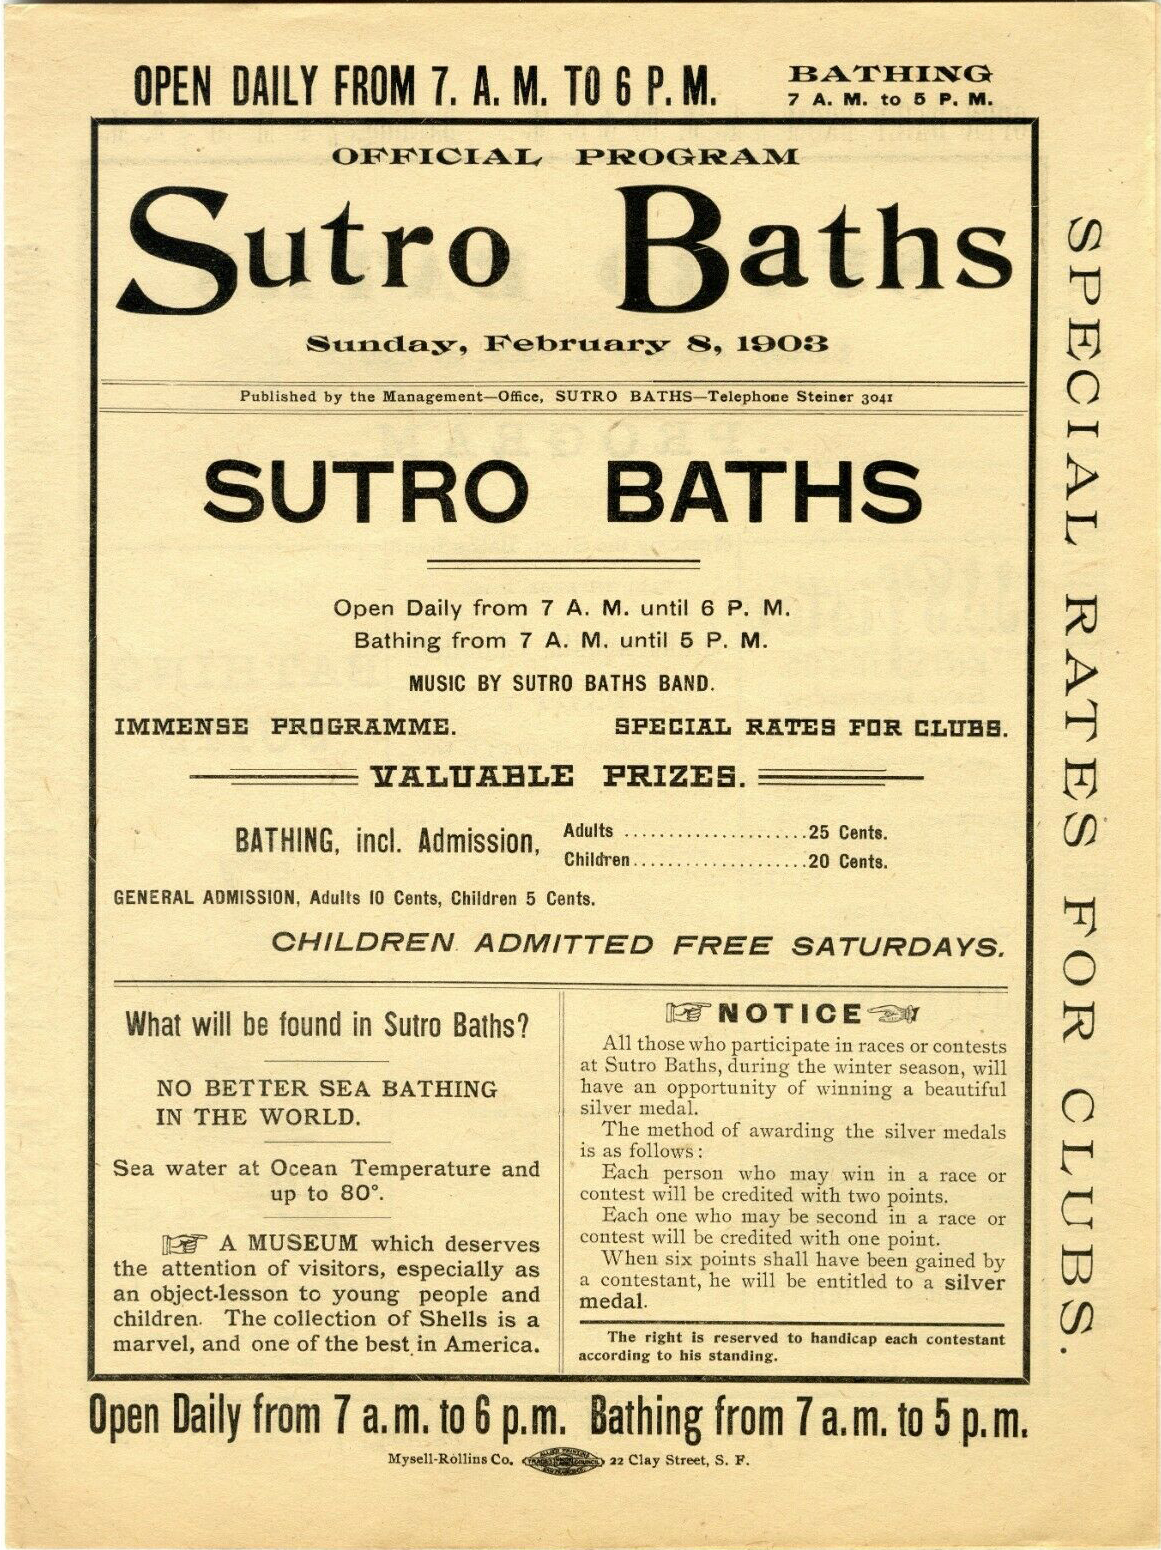 OPEN DAILY FROM 7. A. M. TO 6 P. M.
BATHING
7 A. M. to 5 P. M.
OFFICIAL PROGRAM
Sutro Baths
Sunday, February 8, 1903
Published by the Management—Office, SUTRO BATHS—Telephone Steiner 3041
SUTRO BATHS
Open Daily from 7 A. M. until 6 P. M.
Bathing from 7 A. M. until 5 P. M.
MUSIC BY SUTRO BATHS BAND.
IMMENSE PROGRAMME. SPECIAL RATES FOR CLUBS.
VALUABLE PRIZES.
BATHING, incl. Admission,
Adults ....................25 Cents.
Children...................20 Cents.
GENERAL ADMISSION, Adults 10 Cents, Children 5 Cents.
CHILDREN ADMITTED FREE SATURDAYS.
What will be found in Sutro Baths?
NO BETTER SEA BATHING
IN THE WORLD.
Sea water at Ocean Temperature and
up to 80°.
☞ A MUSEUM which deserves
the attention of visitors, especially as
an object-lesson to young people and
children. The collection of Shells is a
marvel, and one of the best in America.
☞NOTICE☜
All those who participate in races or contests
at Sutro Baths, during the winter season, will
have an opportunity of winning a beautiful
silver medal.
The method of awarding the silver medals
is as follows:
Each person who may win in a race or
contest will be credited with two points.
Each one who may be second in a race or
contest will be credited with one point.
When six points shall have been gained by
a contestant, he will be entitled to a silver
medal.
The right is reserved to handicap each contestant
according to his standing.
SPECIAL RATES FOR CLUBS.
Open Daily from 7 a.m. to 6 p.m. Bathing from 7 a.m. to 5 p.m.
Mysell-Rollins Co. 22 Clay Street, S. F.